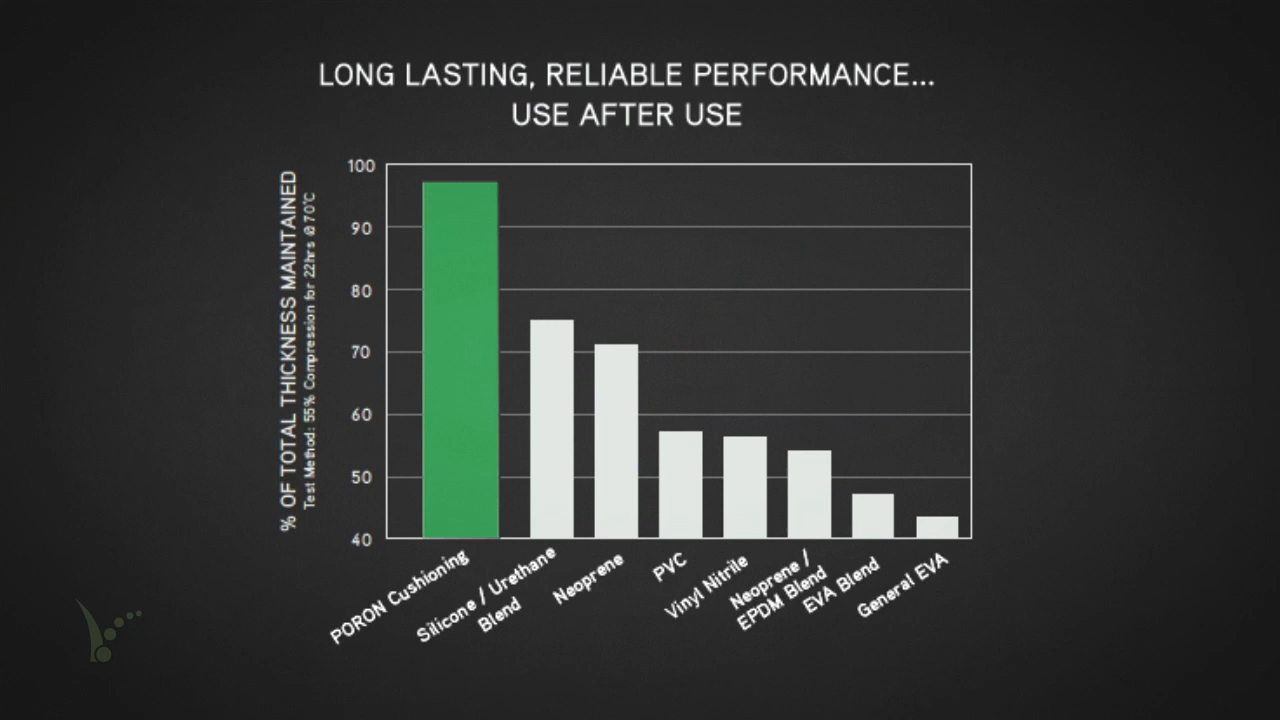 LONG LASTING, RELIABLE PERFORMANCE...
USE AFTER USE
% OF TOTAL THICKNESS MAINTAINED
Test Method: 55% Compression for 22hrs @ 70°C
100
90
80
70
60
50
40
PORON Cushioning
Silicone / Urethane
Blend
Neoprene
PVC
Vinyl Nitrile
Neoprene /
EPDM Blend
EVA Blend
General EVA